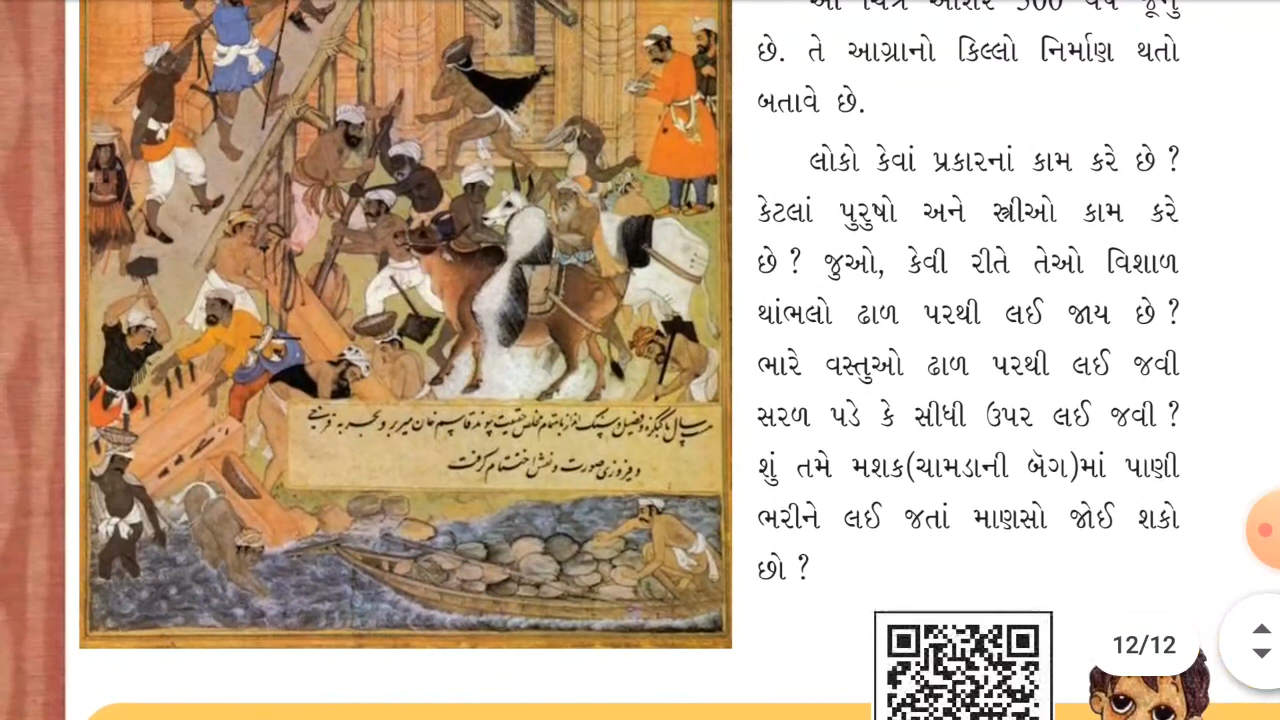 છે. તે આગ્રાનો કિલ્લો નિર્માણ થતો
બતાવે છે.
લોકો કેવાં પ્રકારનાં કામ કરે છે ?
કેટલાં પુરુષો અને સ્ત્રીઓ કામ કરે
છે ? જુઓ, કેવી રીતે તેઓ વિશાળ
થાંભલો ઢાળ પરથી લઈ જાય છે ?
ભારે વસ્તુઓ ઢાળ પરથી લઈ જવી
સરળ પડે કે સીધી ઉપર લઈ જવી ?
શું તમે મશક(ચામડાની બૅગ)માં પાણી
ભરીને લઈ જતાં માણસો જોઈ શકો
છો ?
12/12